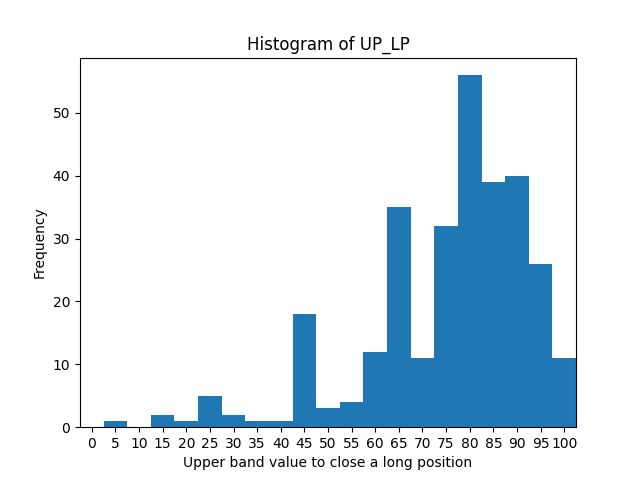 Histogram of UP_LP
Frequency
50
40
30
20
10
0
0 5 10 15 20 25 30 35 40 45 50 55 60 65 70 75 80 85 90 95 100
Upper band value to close a long position